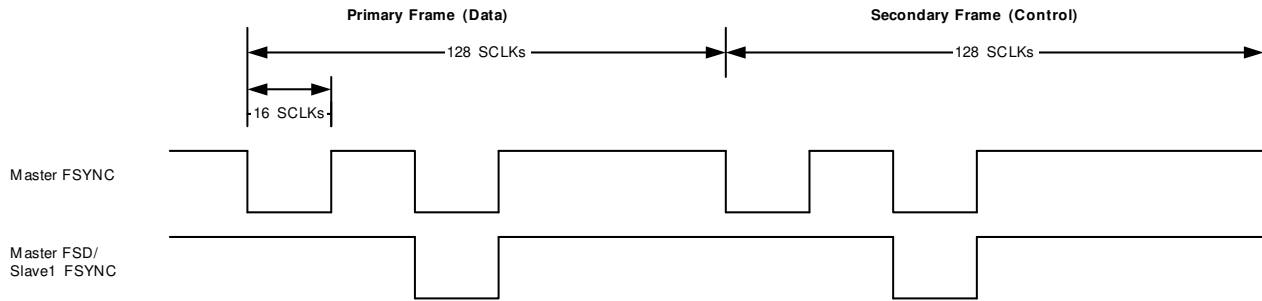 Primary Frame (Data)
Secondary Frame (Control)
128 SCLKs
128 SCLKs
16 SCLKs
Master FSYNC
Master FSD/
Slave1 FSYNC